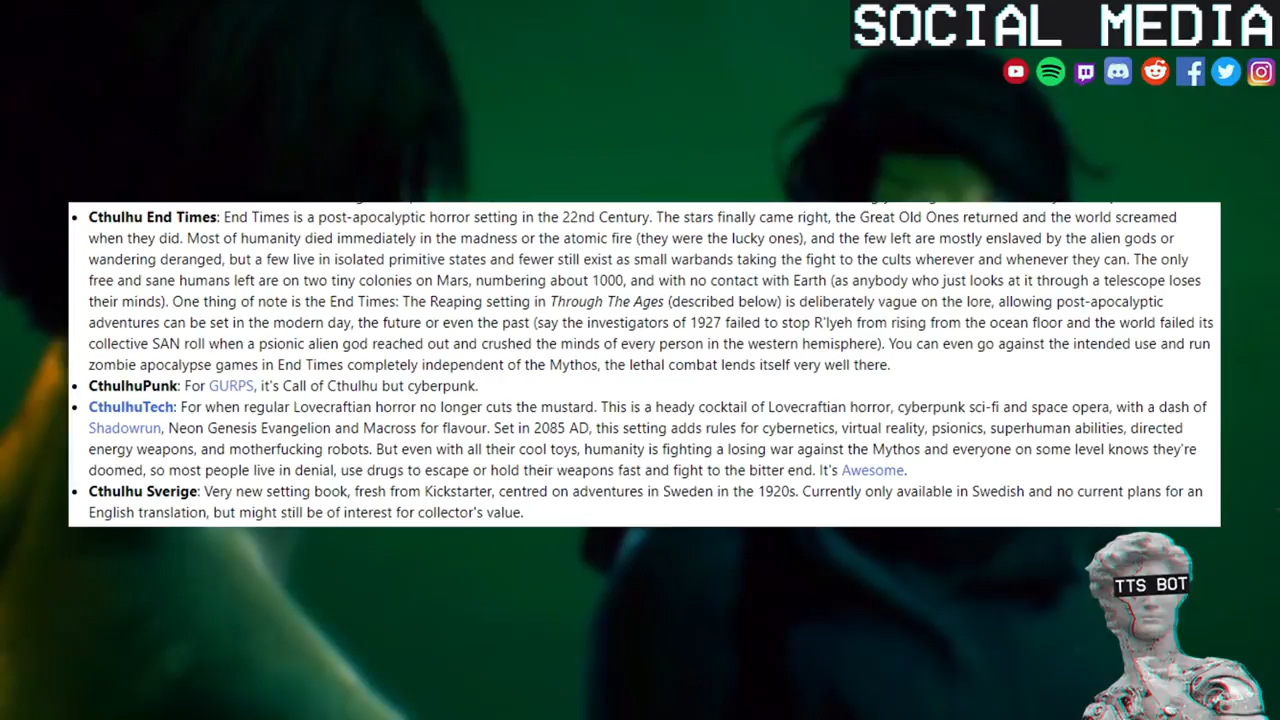 SOCIAL MEDIA
Cthulhu End Times: End Times is a post-apocalyptic horror setting in the 22nd Century. The stars finally came right, the Great Old Ones returned and the world screamed
when they did. Most of humanity died immediately in the madness or the atomic fire (they were the lucky ones), and the few left are mostly enslaved by the alien gods or
wandering deranged, but a few live in isolated primitive states and fewer still exist as small warbands taking the fight to the cults wherever and whenever they can. The only
free and sane humans left are on two tiny colonies on Mars, numbering about 1000, and with no contact with Earth (as anybody who just looks at it through a telescope loses
their minds). One thing of note is the End Times: The Reaping setting in Through The Ages (described below) is deliberately vague on the lore, allowing post-apocalyptic
adventures can be set in the modern day, the future or even the past (say the investigators of 1927 failed to stop R'lyeh from rising from the ocean floor and the world failed its
collective SAN roll when a psionic alien god reached out and crushed the minds of every person in the western hemisphere). You can even go against the intended use and run
zombie apocalypse games in End Times completely independent of the Mythos, the lethal combat lends itself very well there.
CthulhuPunk: For GURPS, it's Call of Cthulhu but cyberpunk.
CthulhuTech: For when regular Lovecraftian horror no longer cuts the mustard. This is a heady cocktail of Lovecraftian horror, cyberpunk sci-fi and space opera, with a dash of
Shadowrun, Neon Genesis Evangelion and Macross for flavour. Set in 2085 AD, this setting adds rules for cybernetics, virtual reality, psionics, superhuman abilities, directed
energy weapons, and motherfucking robots. But even with all their cool toys, humanity is fighting a losing war against the Mythos and everyone on some level knows they're
doomed, so most people live in denial, use drugs to escape or hold their weapons fast and fight to the bitter end. It's Awesome.
Cthulhu Sverige: Very new setting book, fresh from Kickstarter, centred on adventures in Sweden in the 1920s. Currently only available in Swedish and no current plans for an
English translation, but might still be of interest for collector's value.
TTS BOT